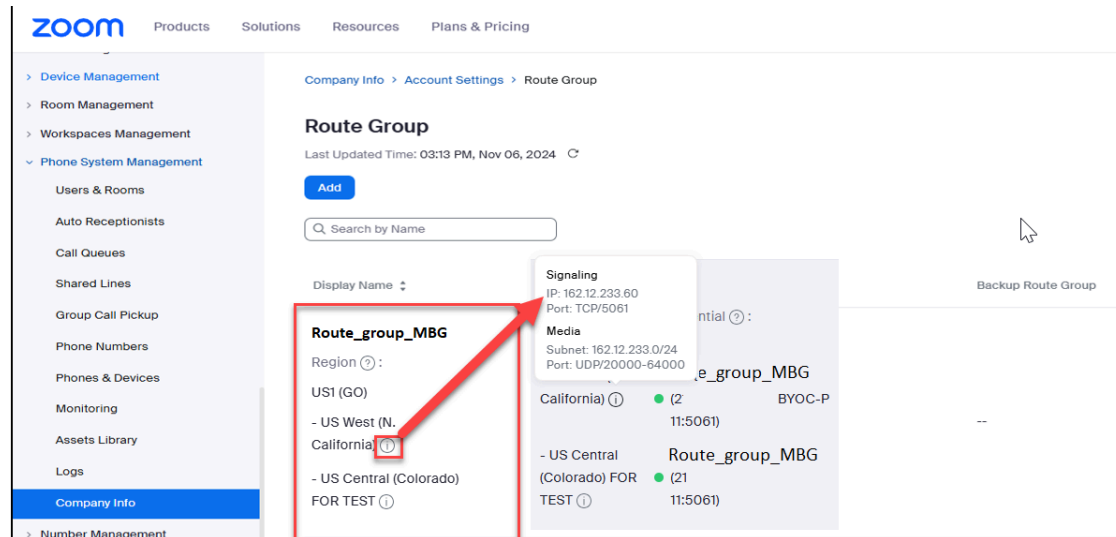 zoom Products Solutions Resources Plans & Pricing
Device Management
Room Management
Workspaces Management
Phone System Management
Users & Rooms
Auto Receptionists
Call Queues
Shared Lines
Group Call Pickup
Phone Numbers
Phones & Devices
Monitoring
Assets Library
Logs
Company Info
Number Management
Company Info > Account Settings > Route Group
Route Group
Last Updated Time: 03:13 PM, Nov 06, 2024
Add
Search by Name
Display Name
Backup Route Group
Route_group_MBG
Region ? :
US1 (GO)
- US West (N.
California)
- US Central (Colorado)
FOR TEST
Signaling
IP: 162.12.233.60
Port: TCP/5061
Media
Subnet: 162.12.233.0/24
Port: UDP/20000-64000
ntial ? :
e_group_MBG
California) (2 BYOC-P
11:5061)
--
- US Central Route_group_MBG
(Colorado) FOR (21
TEST 11:5061)